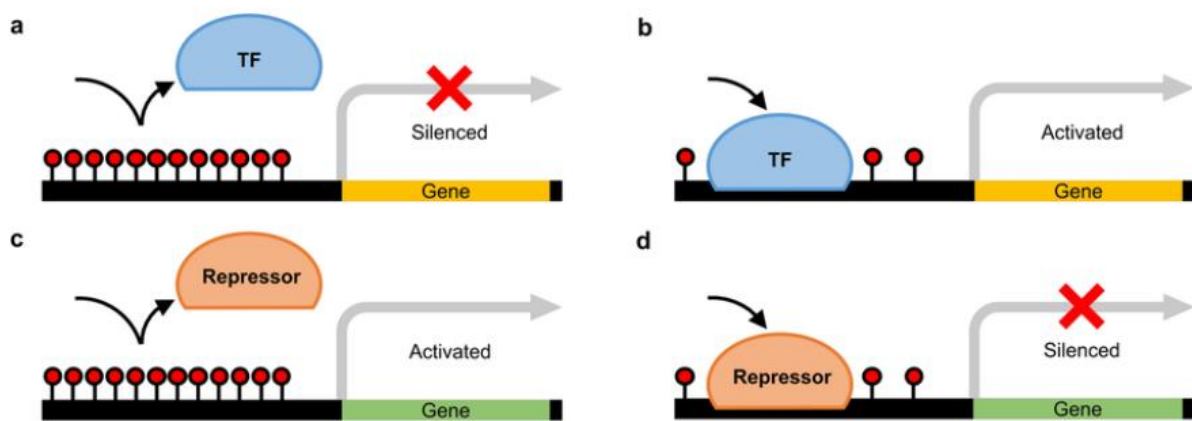 a
TF
Silenced
Gene
b
TF
Activated
Gene
c
Repressor
Activated
Gene
d
Repressor
Silenced
Gene